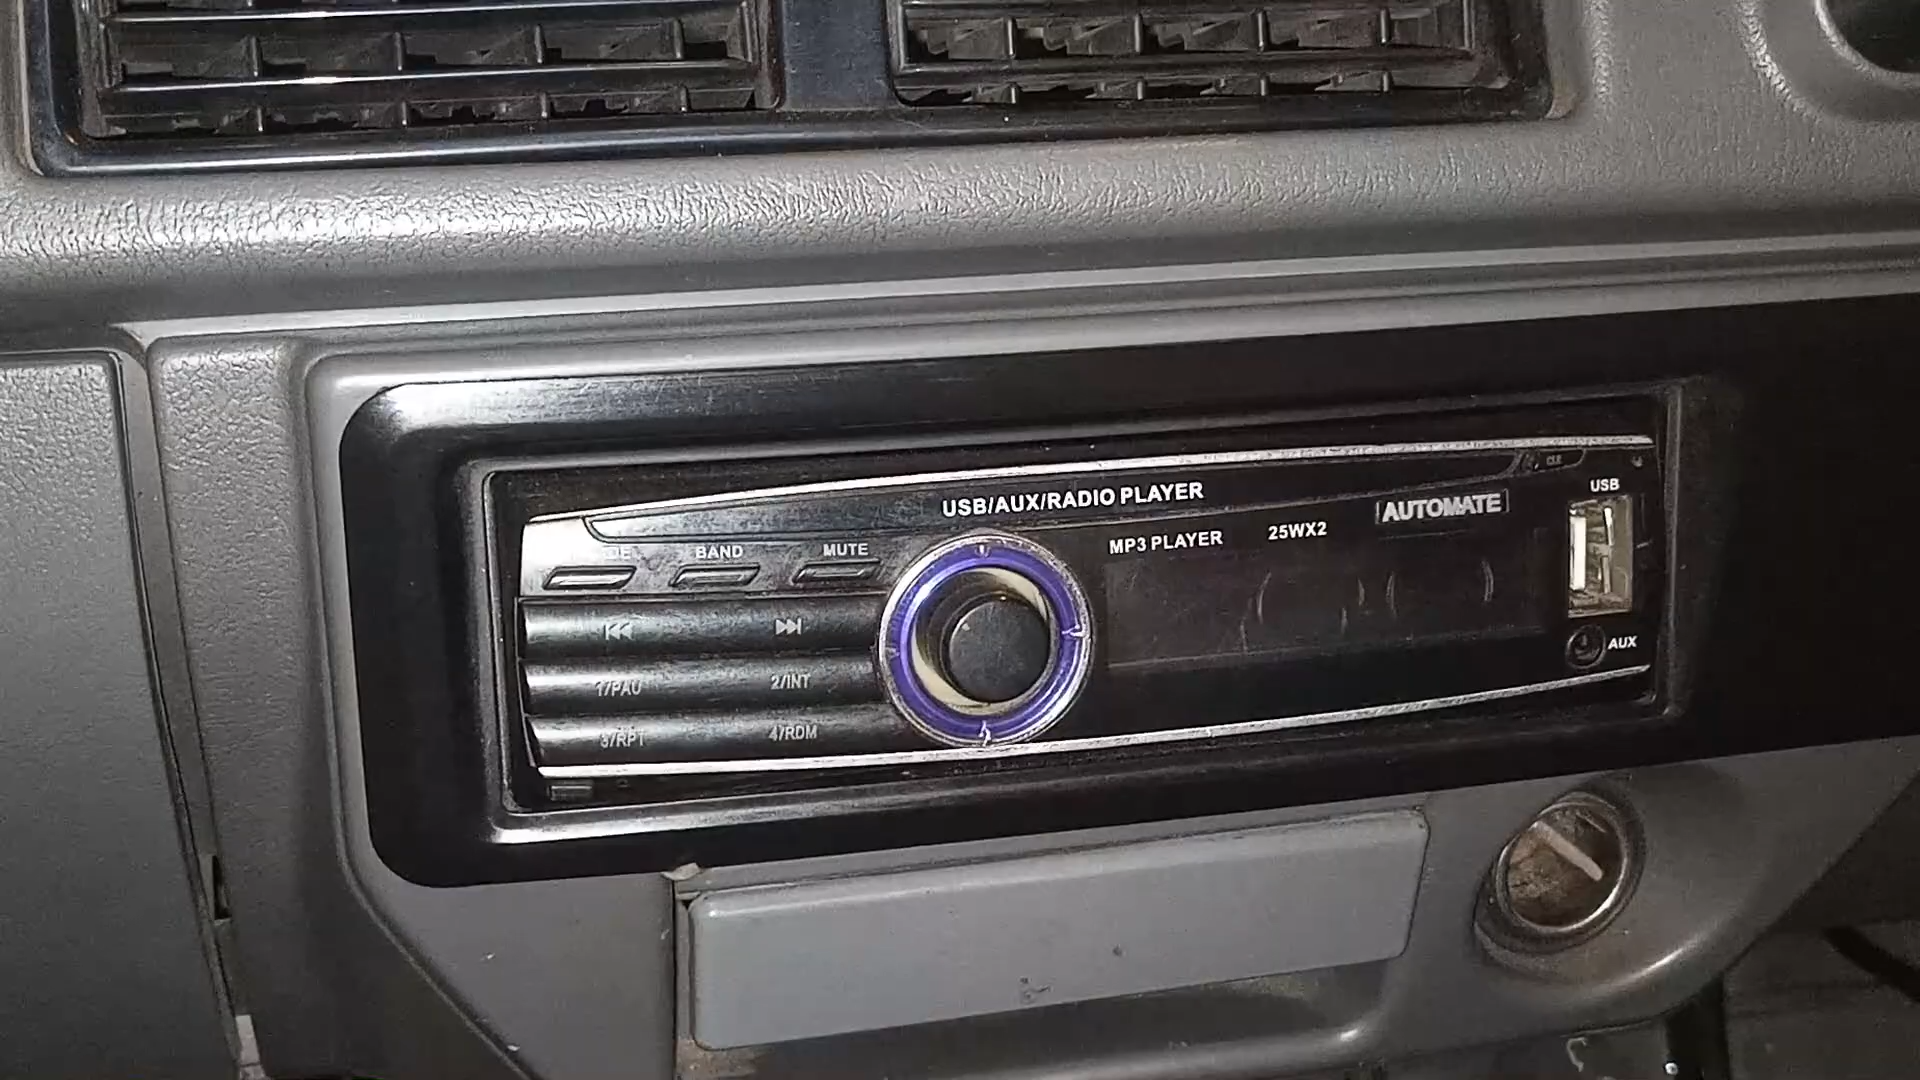 USB/AUX/RADIO PLAYER
MP3 PLAYER 25WX2 AUTOMATE
USB
BAND MUTE
1/PAU 2/INT
3/RPT 4/RDM
AUX